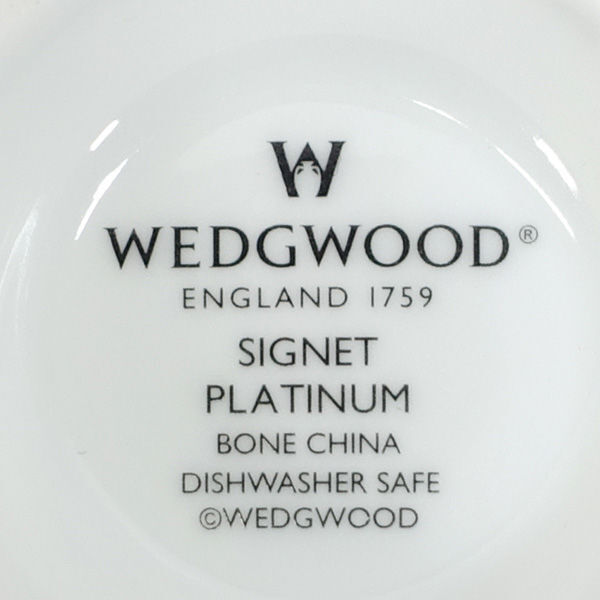 W
WEDGWOOD®
ENGLAND 1759
SIGNET
PLATINUM
BONE CHINA
DISHWASHER SAFE
©WEDGWOOD